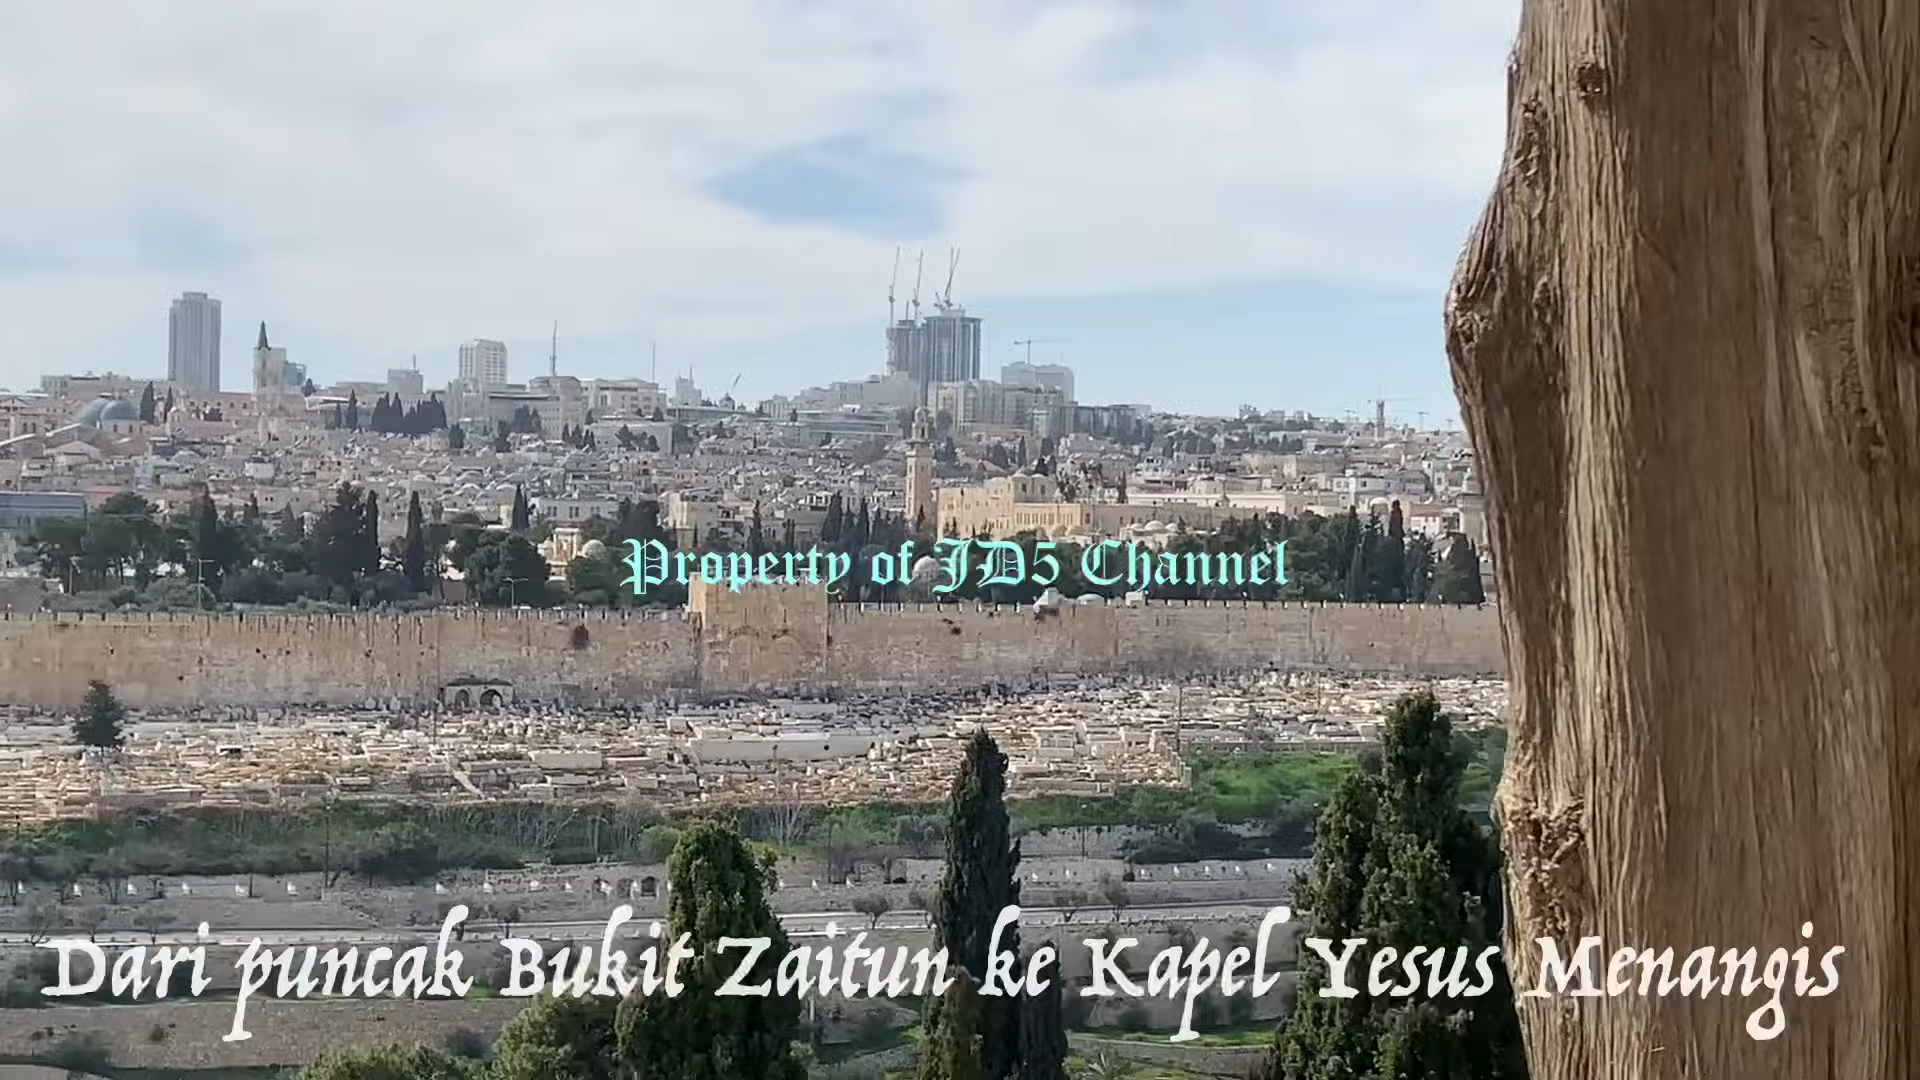 Property of JD5 Channel
Dari puncak Bukit Zaitun ke Kapel Yesus Menangis